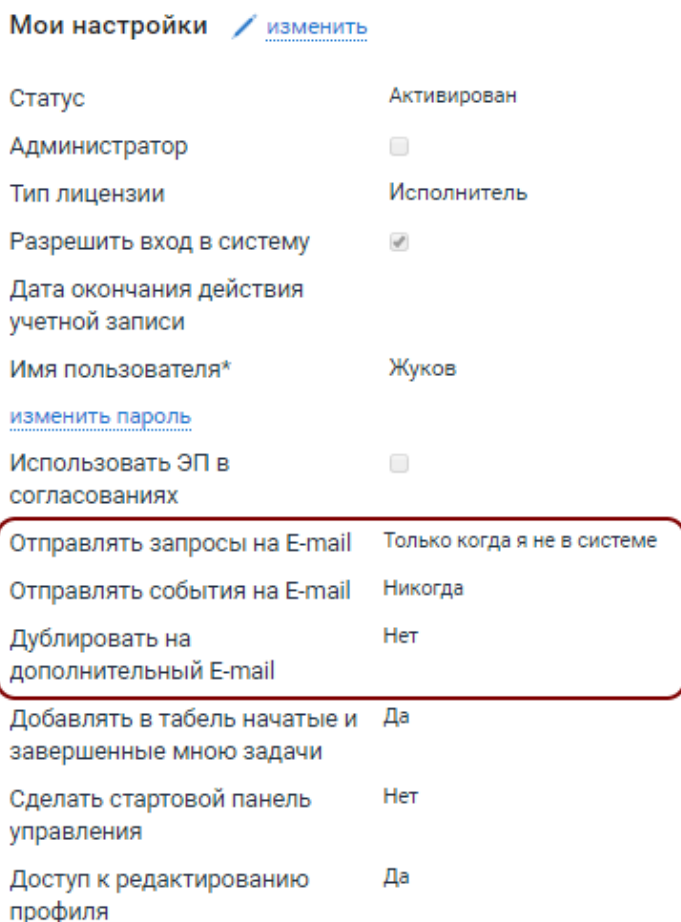 Мои настройки изменить
Статус Активирован
Администратор
Тип лицензии Исполнитель
Разрешить вход в систему
Дата окончания действия
учетной записи
Имя пользователя* Жуков
изменить пароль
Использовать ЭП в
согласованиях
Отправлять запросы на E-mail Только когда я не в системе
Отправлять события на E-mail Никогда
Дублировать на Нет
дополнительный E-mail
Добавлять в табель начатые и Да
завершенные мною задачи
Сделать стартовой панель Нет
управления
Доступ к редактированию Да
профиля